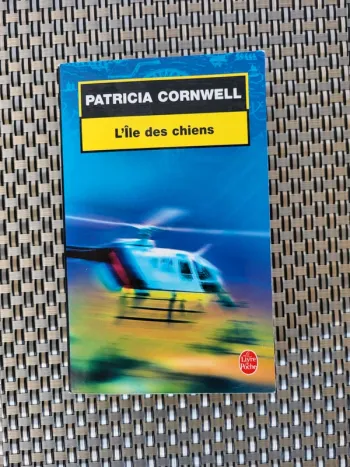 PATRICIA CORNWELL
L'Île des chiens
Le Livre
de
Poche